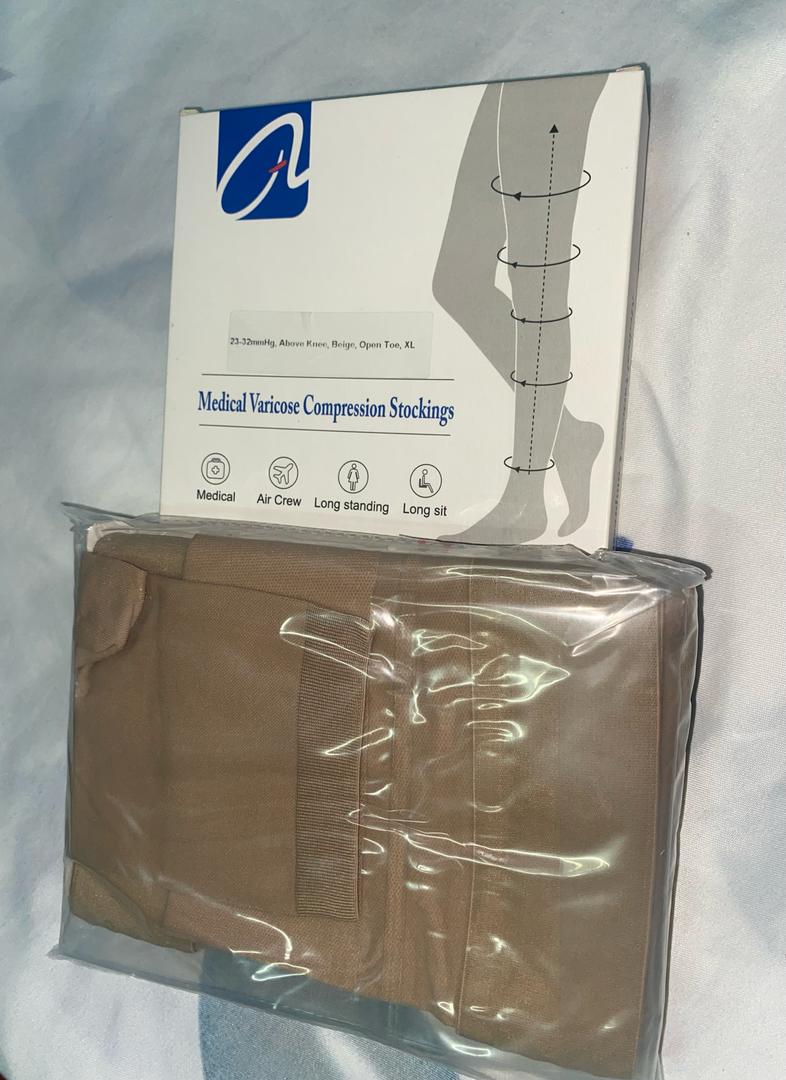 23-32mmHg, Above Knee, Beige, Open Toe, XL
Medical Varicose Compression Stockings
Medical
Air Crew
Long standing
Long sit